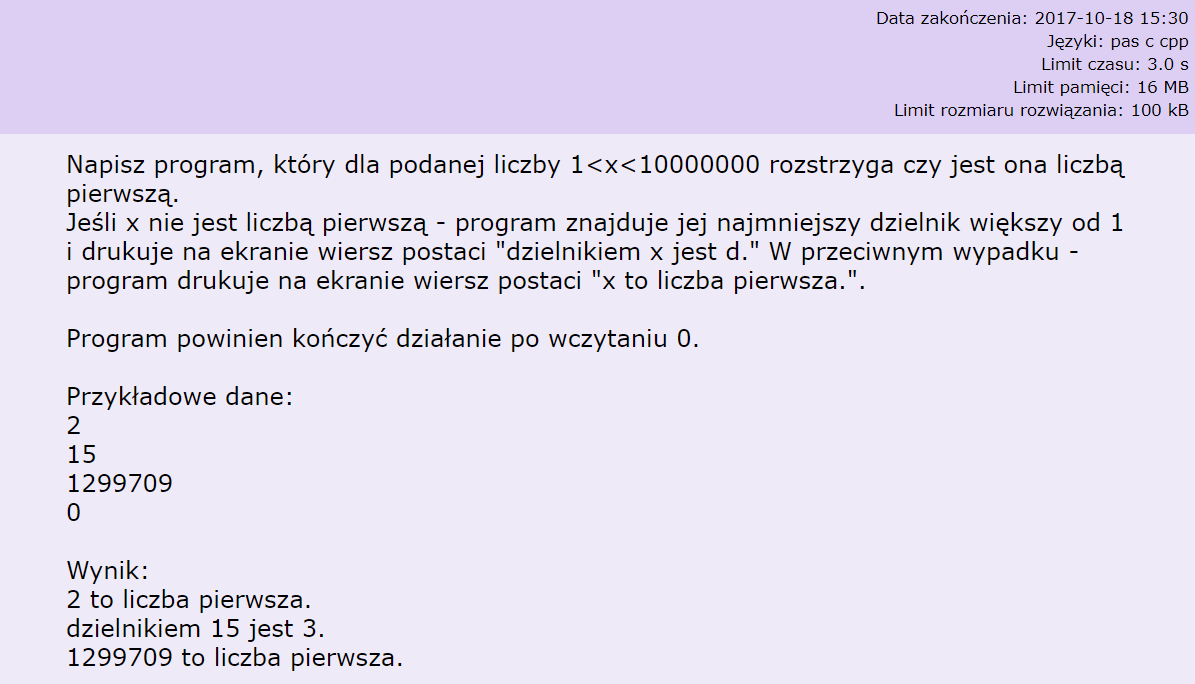 Data zakończenia: 2017-10-18 15:30
Języki: pas c cpp
Limit czasu: 3.0 s
Limit pamięci: 16 MB
Limit rozmiaru rozwiązania: 100 kB
Napisz program, który dla podanej liczby 1<x<10000000 rozstrzyga czy jest ona liczbą
pierwszą.
Jeśli x nie jest liczbą pierwszą - program znajduje jej najmniejszy dzielnik większy od 1
i drukuje na ekranie wiersz postaci "dzielnikiem x jest d." W przeciwnym wypadku -
program drukuje na ekranie wiersz postaci "x to liczba pierwsza.".
Program powinien kończyć działanie po wczytaniu 0.
Przykładowe dane:
2
15
1299709
0
Wynik:
2 to liczba pierwsza.
dzielnikiem 15 jest 3.
1299709 to liczba pierwsza.